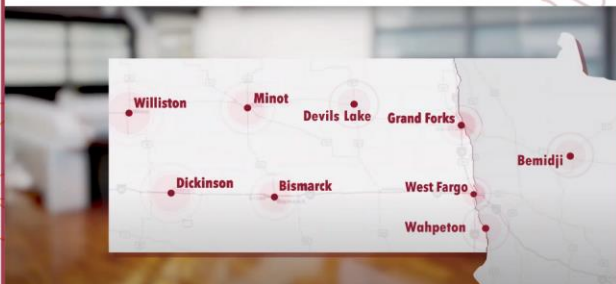 Williston
Minot
Devils Lake
Grand Forks
Bemidji
Dickinson
Bismarck
West Fargo
Wahpeton